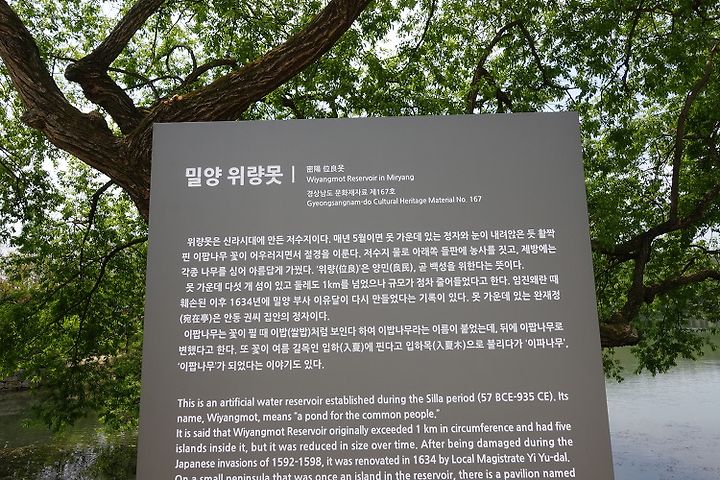 밀양 위량못
密陽 位良못
Wiyangmot Reservoir in Miryang
경상남도 문화재자료 제167호
Gyeongsangnam-do Cultural Heritage Material No. 167
위량못은 신라시대에 만든 저수지이다. 매년 5월이면 못 가운데 있는 정자와 눈이 내려앉은 듯 활짝
핀 이팝나무 꽃이 어우러지면서 절경을 이룬다. 저수지 물로 아래쪽 들판에 농사를 짓고, 제방에는
각종 나무를 심어 아름답게 가꿨다. '위량(位良)'은 양민(良民), 곧 백성을 위한다는 뜻이다.
못 가운데 다섯 개 섬이 있고 둘레도 1km를 넘었으나 규모가 점차 줄어들었다고 한다. 임진왜란 때
훼손된 이후 1634년에 밀양 부사 이유달이 다시 만들었다는 기록이 있다. 못 가운데 있는 완재정
(宛在亭)은 안동 권씨 집안의 정자이다.
이팝나무는 꽃이 필 때 이밥(쌀밥)처럼 보인다 하여 이밥나무라는 이름이 붙었는데, 뒤에 이팝나무로
변했다고 한다. 또 꽃이 여름 길목인 입하(入夏)에 핀다고 입하목(入夏木)으로 불리다가 '이파나무',
'이팝나무'가 되었다는 이야기도 있다.
This is an artificial water reservoir established during the Silla period (57 BCE-935 CE). Its
name, Wiyangmot, means "a pond for the common people."
It is said that Wiyangmot Reservoir originally exceeded 1 km in circumference and had five
islands inside it, but it was reduced in size over time. After being damaged during the
Japanese invasions of 1592-1598, it was renovated in 1634 by Local Magistrate Yi Yu-dal.
On a small peninsula that was once an island in the reservoir, there is a pavilion named